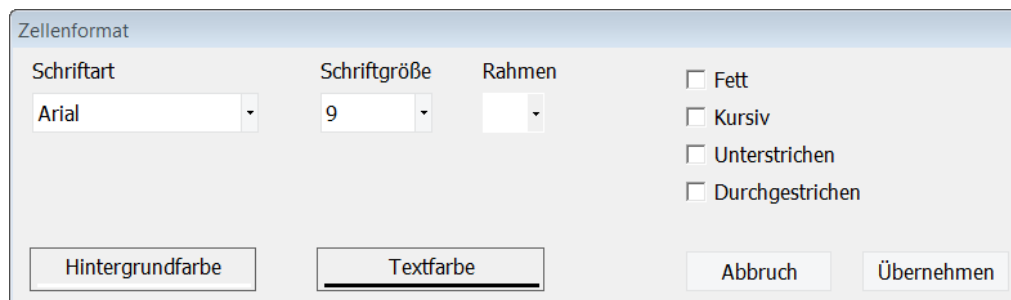 Zellenformat
Schriftart Schriftgröße Rahmen
Arial 9
Fett
Kursiv
Unterstrichen
Durchgestrichen
Hintergrundfarbe Textfarbe Abbruch Übernehmen